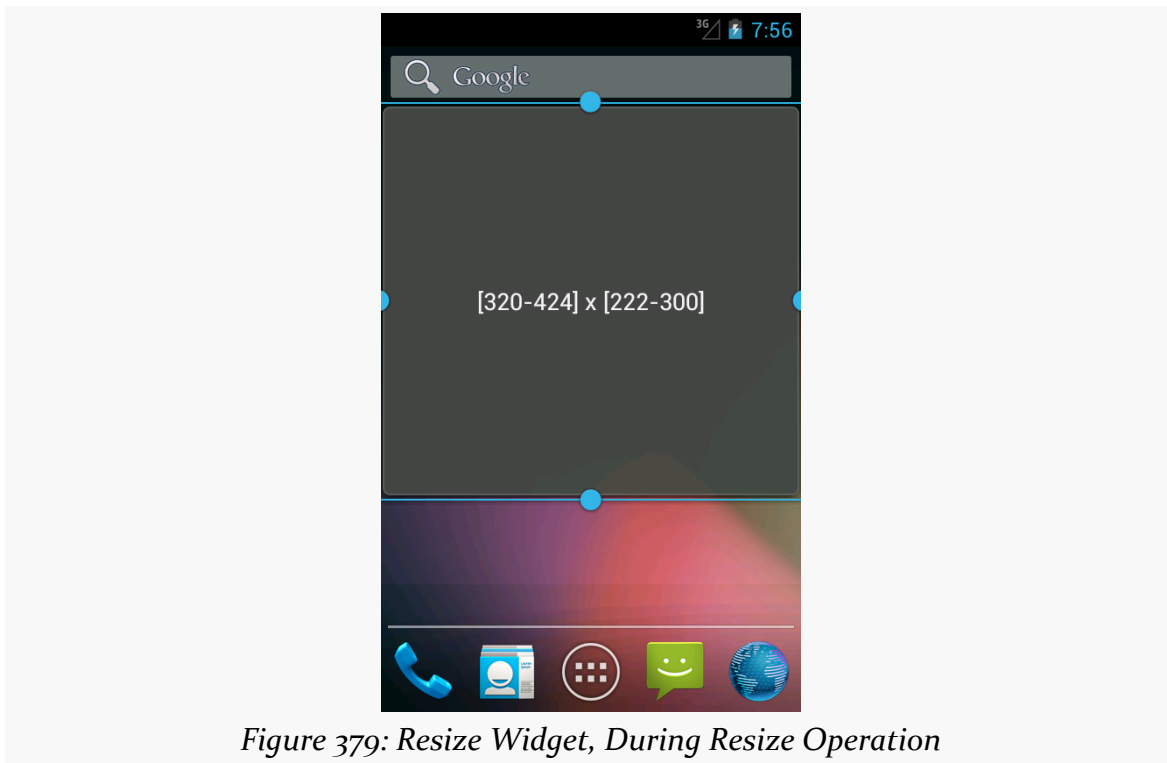 3G 7:56
Google
[320-424] x [222-300]
Figure 379: Resize Widget, During Resize Operation